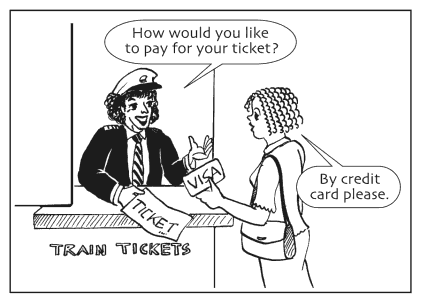 How would you like
to pay for your ticket?
By credit
card please.
VISA
TICKET
TRAIN TICKETS